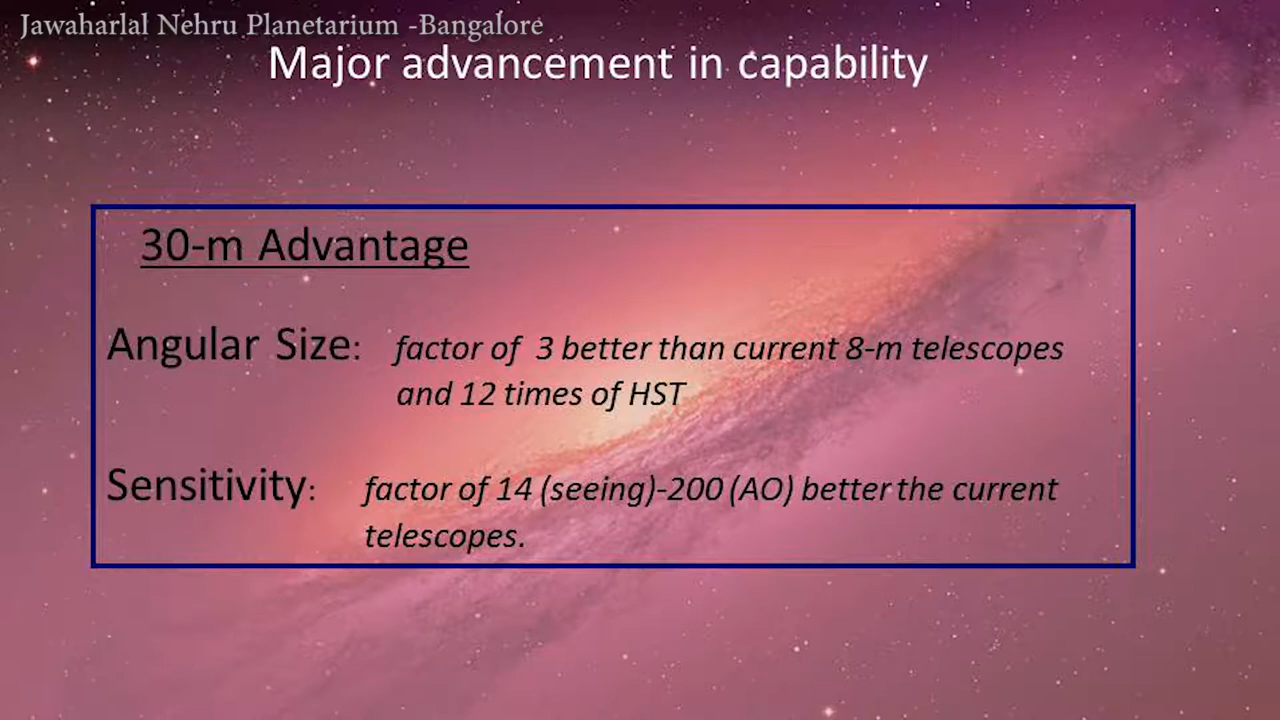 Jawaharlal Nehru Planetarium -Bangalore
Major advancement in capability
30-m Advantage
Angular Size: factor of 3 better than current 8-m telescopes
and 12 times of HST
Sensitivity: factor of 14 (seeing)-200 (AO) better the current
telescopes.